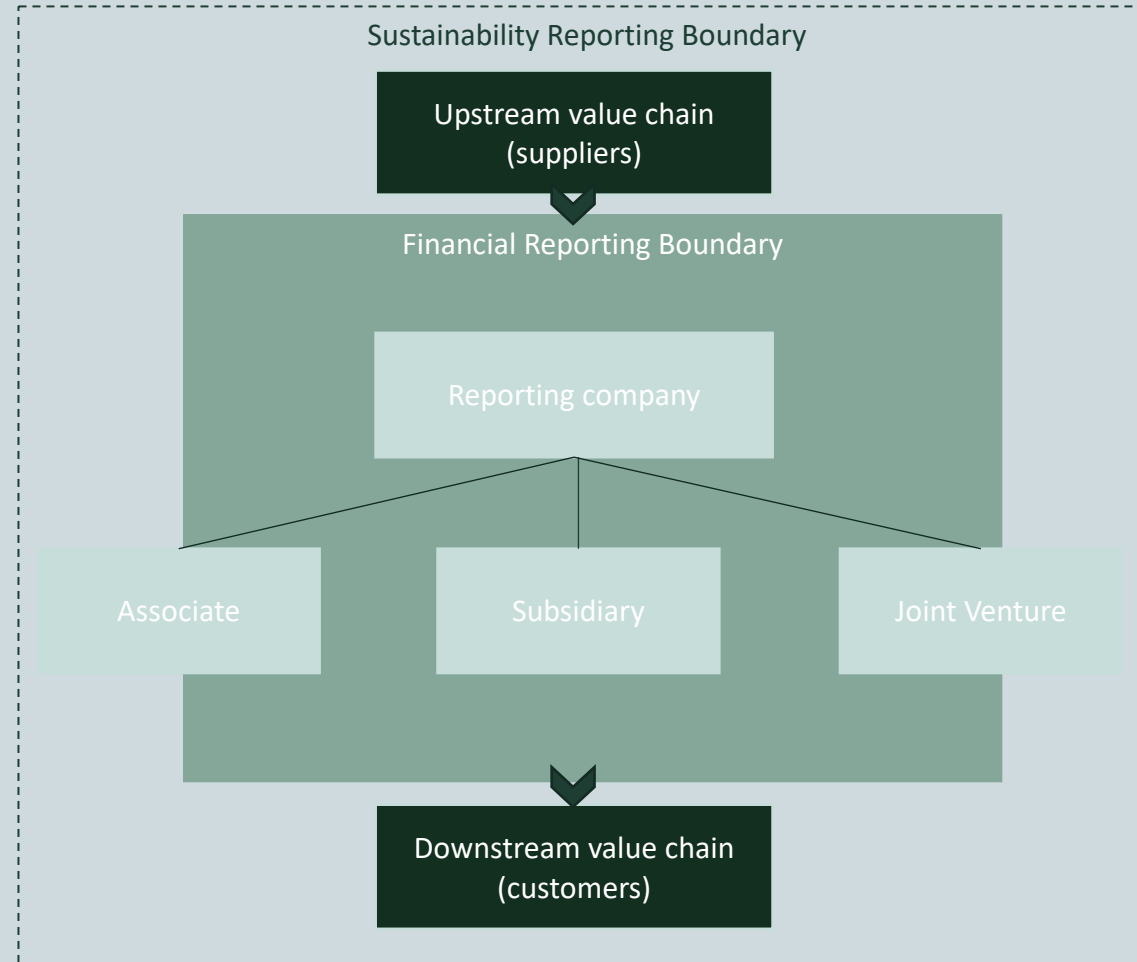 Sustainability Reporting Boundary
Upstream value chain
(suppliers)
Financial Reporting Boundary
Reporting company
Associate
Subsidiary
Joint Venture
Downstream value chain
(customers)